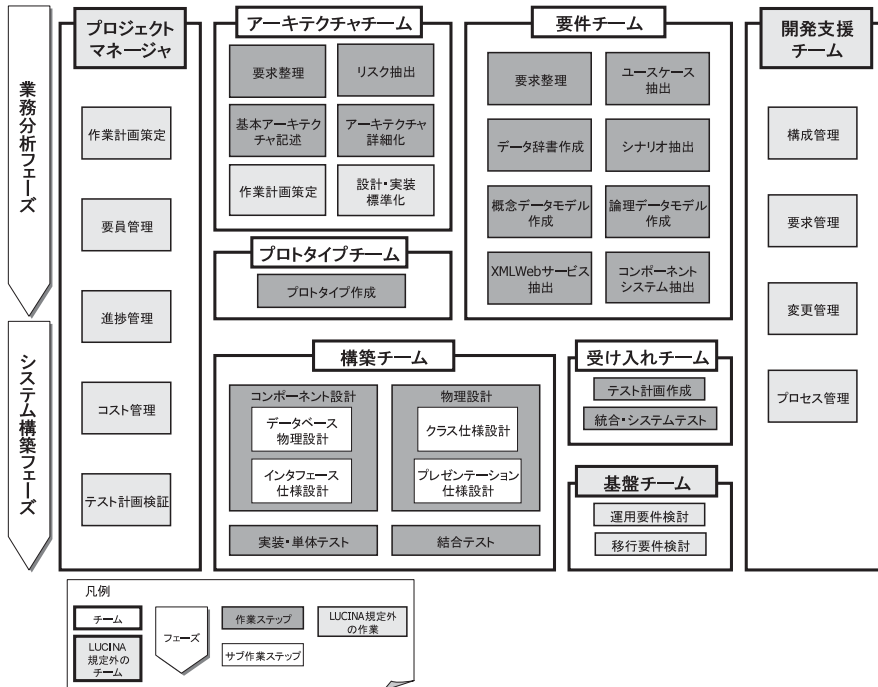 業務分析フェーズ
システム構築フェーズ
プロジェクト
マネージャ
作業計画策定
要員管理
進捗管理
コスト管理
テスト計画検証
アーキテクチャチーム
要求整理
リスク抽出
基本アーキテク
チャ記述
アーキテクチャ
詳細化
作業計画策定
設計・実装
標準化
プロトタイプチーム
プロトタイプ作成
要件チーム
要求整理
ユースケース
抽出
データ辞書作成
シナリオ抽出
概念データモデル
作成
論理データモデル
作成
XMLWebサービス
抽出
コンポーネント
システム抽出
構築チーム
コンポーネント設計
データベース
物理設計
インタフェース
仕様設計
物理設計
クラス仕様設計
プレゼンテーション
仕様設計
実装・単体テスト
結合テスト
受け入れチーム
テスト計画作成
統合・システムテスト
基盤チーム
運用要件検討
移行要件検討
開発支援
チーム
構成管理
要求管理
変更管理
プロセス管理
凡例
チーム
LUCINA
規定外の
チーム
フェーズ
作業ステップ
サブ作業ステップ
LUCINA規定外
の作業